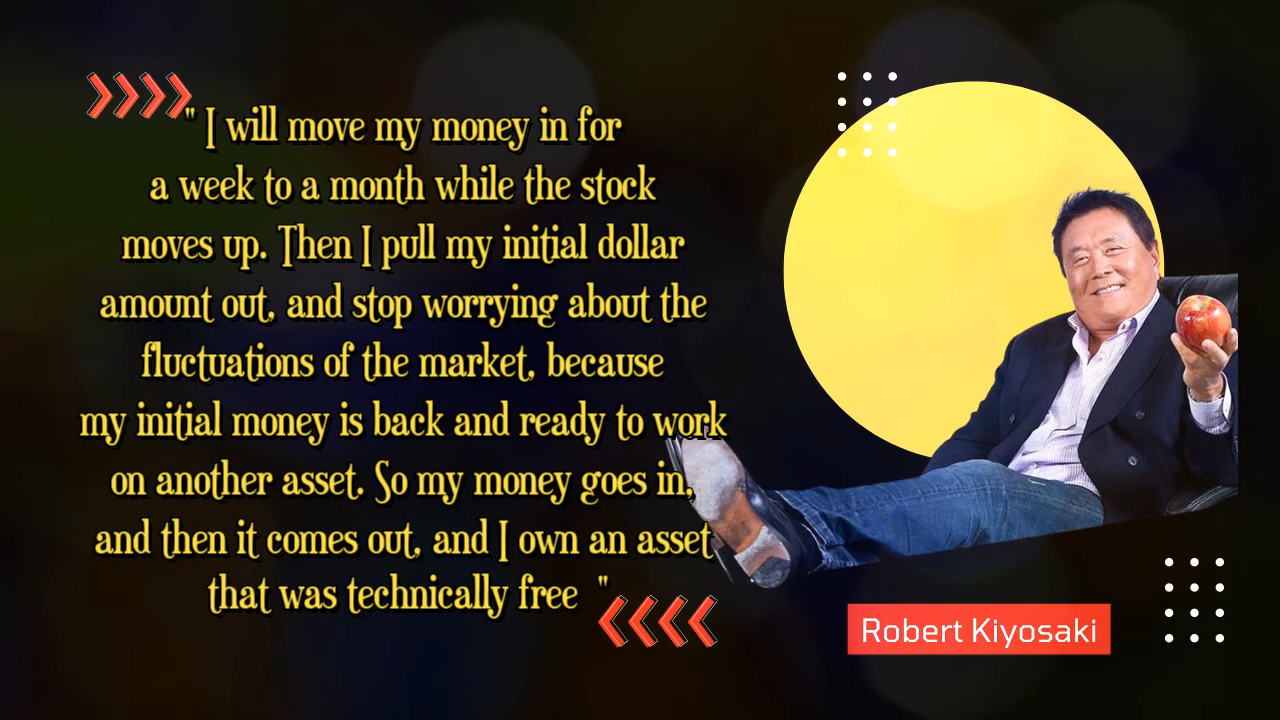 " I will move my money in for
a week to a month while the stock
moves up. Then I pull my initial dollar
amount out, and stop worrying about the
fluctuations of the market, because
my initial money is back and ready to work
on another asset. So my money goes in,
and then it comes out, and I own an asset
that was technically free "
Robert Kiyosaki